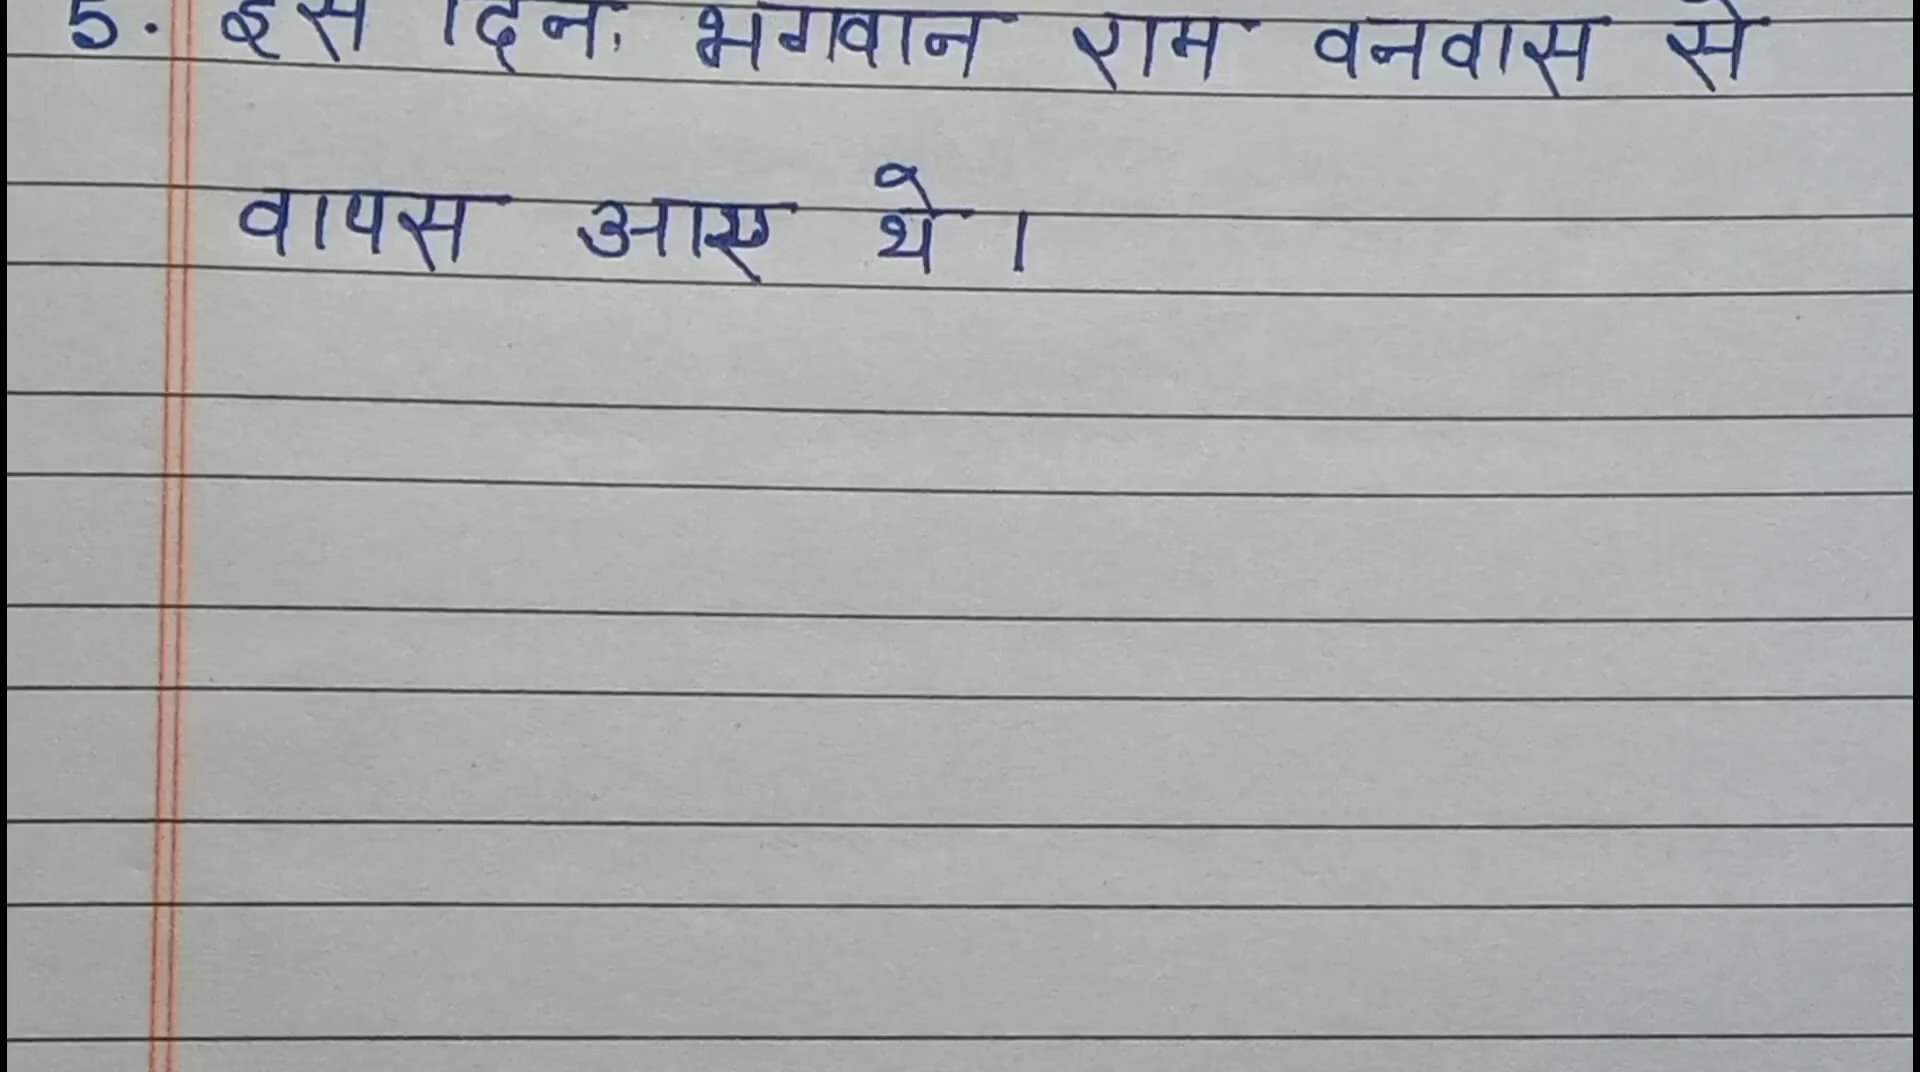 5. इस दिन, भगवान राम वनवास से
वापस आए थे।